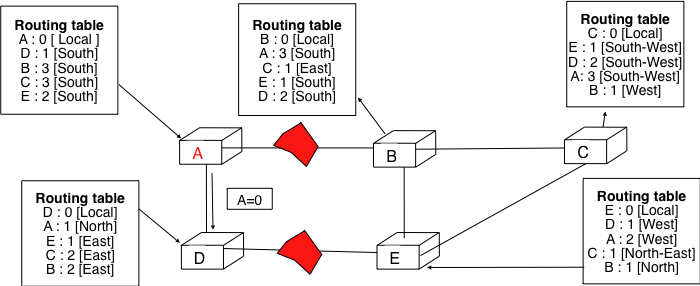 Routing table
A : 0 [ Local ]
D : 1 [South]
B : 3 [South]
C : 3 [South]
E : 2 [South]
Routing table
B : 0 [Local]
A : 3 [South]
C : 1 [East]
E : 1 [South]
D : 2 [South]
Routing table
C : 0 [Local]
E : 1 [South-West]
D : 2 [South-West]
A: 3 [South-West]
B : 1 [West]
A
B
C
A=0
D
E
Routing table
D : 0 [Local]
A : 1 [North]
E : 1 [East]
C : 2 [East]
B : 2 [East]
Routing table
E : 0 [Local]
D : 1 [West]
A : 2 [West]
C : 1 [North-East]
B : 1 [North]